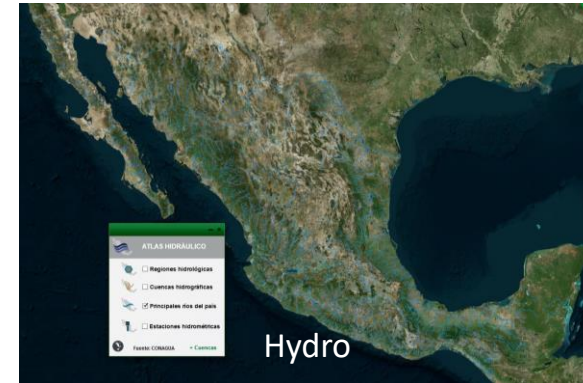 ATLAS HIDRÁULICO
Regiones hidrológicas
Cuencas hidrográficas
Principales ríos del país
Estaciones hidrométricas
Fuente: CONAGUA + Cuencas
Hydro